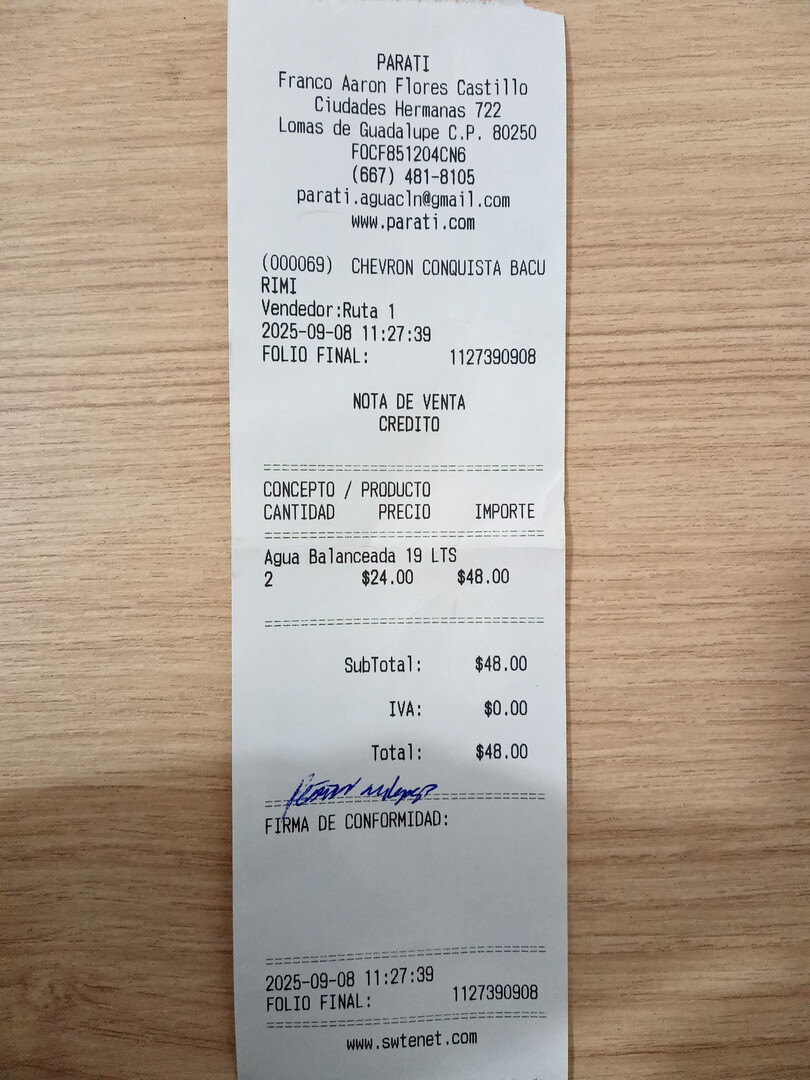 PARATI
Franco Aaron Flores Castillo
Ciudades Hermanas 722
Lomas de Guadalupe C.P. 80250
FOCF851204CN6
(667) 481-8105
parati.aguacln@gmail.com
www.parati.com
(000069) CHEVRON CONQUISTA BACU
RIMI
Vendedor:Ruta 1
2025-09-08 11:27:39
FOLIO FINAL: 1127390908
NOTA DE VENTA
CREDITO
================================
CONCEPTO / PRODUCTO
CANTIDAD PRECIO IMPORTE
================================
Agua Balanceada 19 LTS
2 $24.00 $48.00
================================
SubTotal: $48.00
IVA: $0.00
Total: $48.00
================================
FIRMA DE CONFORMIDAD:
================================
2025-09-08 11:27:39
FOLIO FINAL: 1127390908
================================
www.swtenet.com